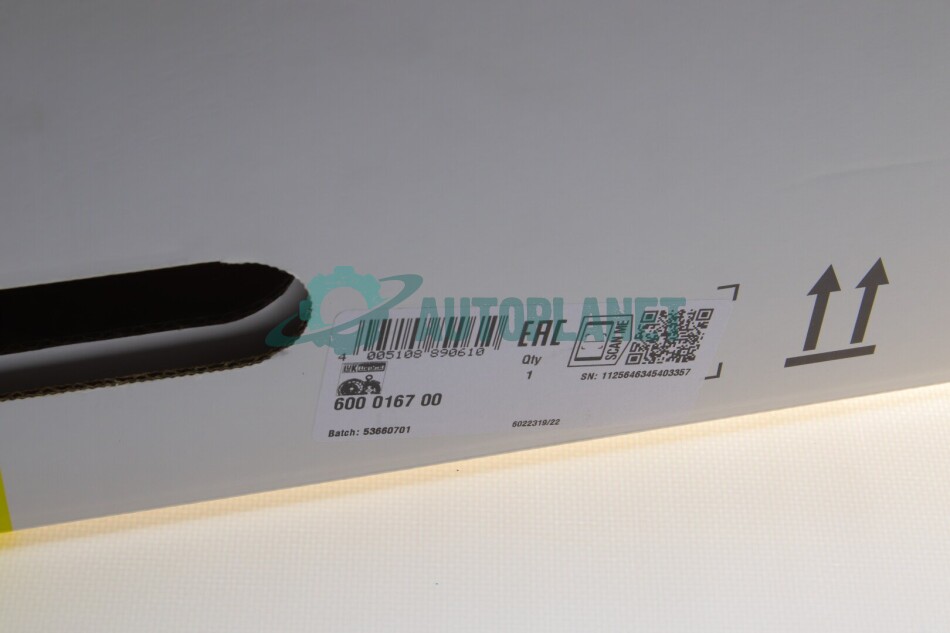 AUTOPLANET
4 005108 890610
EAC
Qty
1
SCAN ME
SN: 1125646345403357
600 0167 00
Batch: 53660701
6022319/22